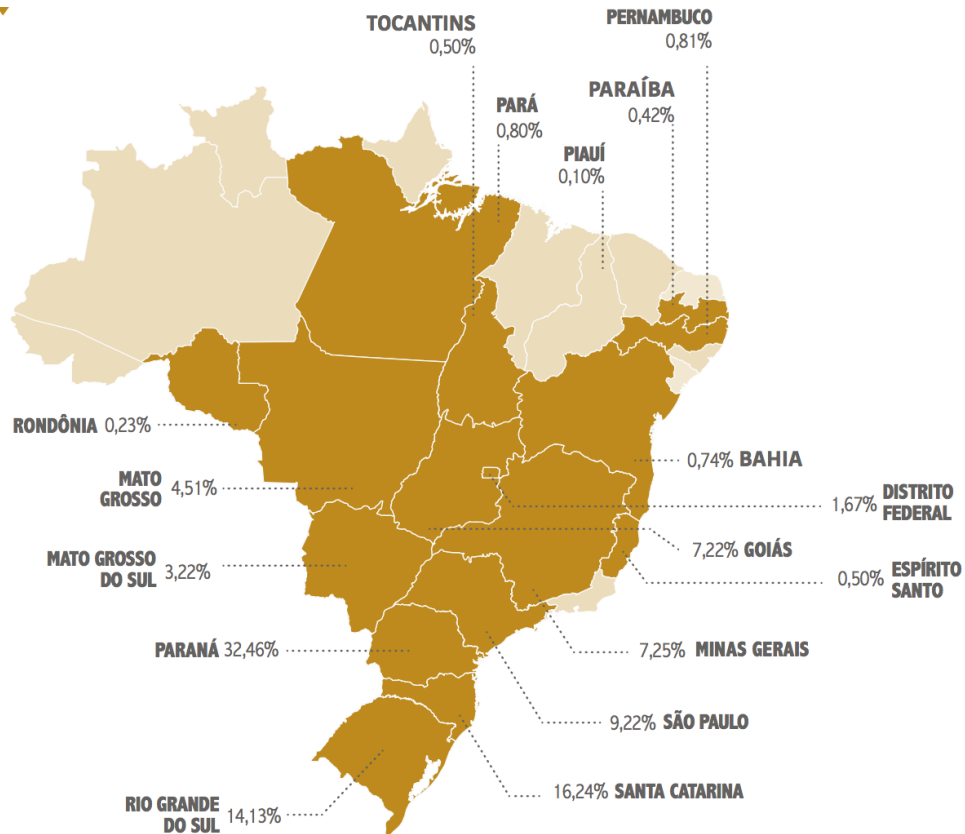 TOCANTINS
0,50%
PERNAMBUCO
0,81%
PARÁ
0,80%
PARAÍBA
0,42%
PIAUÍ
0,10%
RONDÔNIA 0,23%
0,74% BAHIA
MATO
GROSSO 4,51%
1,67% DISTRITO
FEDERAL
7,22% GOIÁS
MATO GROSSO
DO SUL 3,22%
0,50% ESPÍRITO
SANTO
PARANÁ 32,46%
7,25% MINAS GERAIS
9,22% SÃO PAULO
16,24% SANTA CATARINA
RIO GRANDE
DO SUL 14,13%